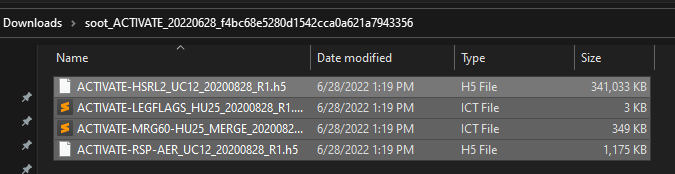 Downloads > soot_ACTIVATE_20220628_f4bc68e5280d1542cca0a621a7943356
Name Date modified Type Size
ACTIVATE-HSRL2_UC12_20200828_R1.h5 6/28/2022 1:19 PM H5 File 341,033 KB
ACTIVATE-LEGFLAGS_HU25_20200828_R1.... 6/28/2022 1:19 PM ICT File 3 KB
ACTIVATE-MRG60-HU25_MERGE_2020082... 6/28/2022 1:19 PM ICT File 349 KB
ACTIVATE-RSP-AER_UC12_20200828_R1.h5 6/28/2022 1:19 PM H5 File 1,175 KB